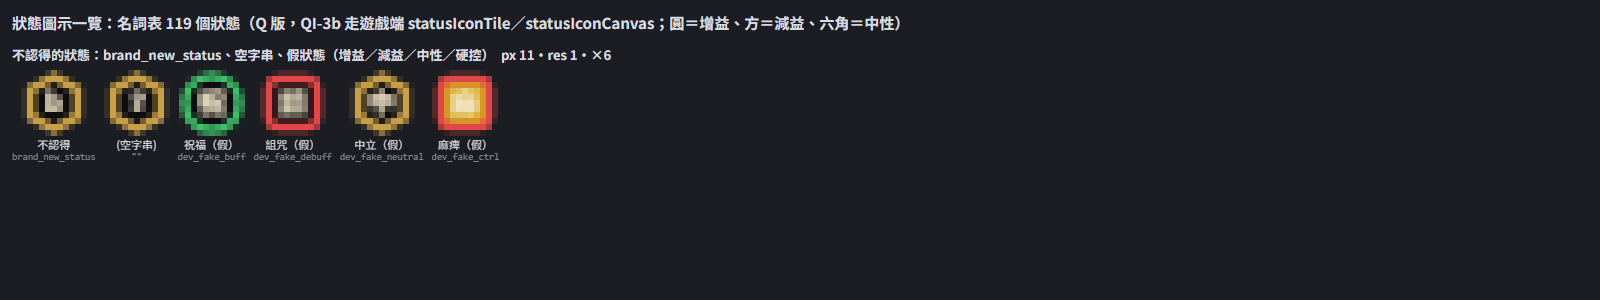 狀態圖示一覽：名詞表 119 個狀態（Q 版，QI-3b 走遊戲端 statusIconTile／statusIconCanvas；圓＝增益、方＝減益、六角＝中性）
不認得的狀態：brand_new_status、空字串、假狀態（增益／減益／中性／硬控） px 11・res 1・×6
不認得 (空字串) 祝福（假） 詛咒（假） 中立（假） 麻痺（假）
brand_new_status "" dev_fake_buff dev_fake_debuff dev_fake_neutral dev_fake_ctrl